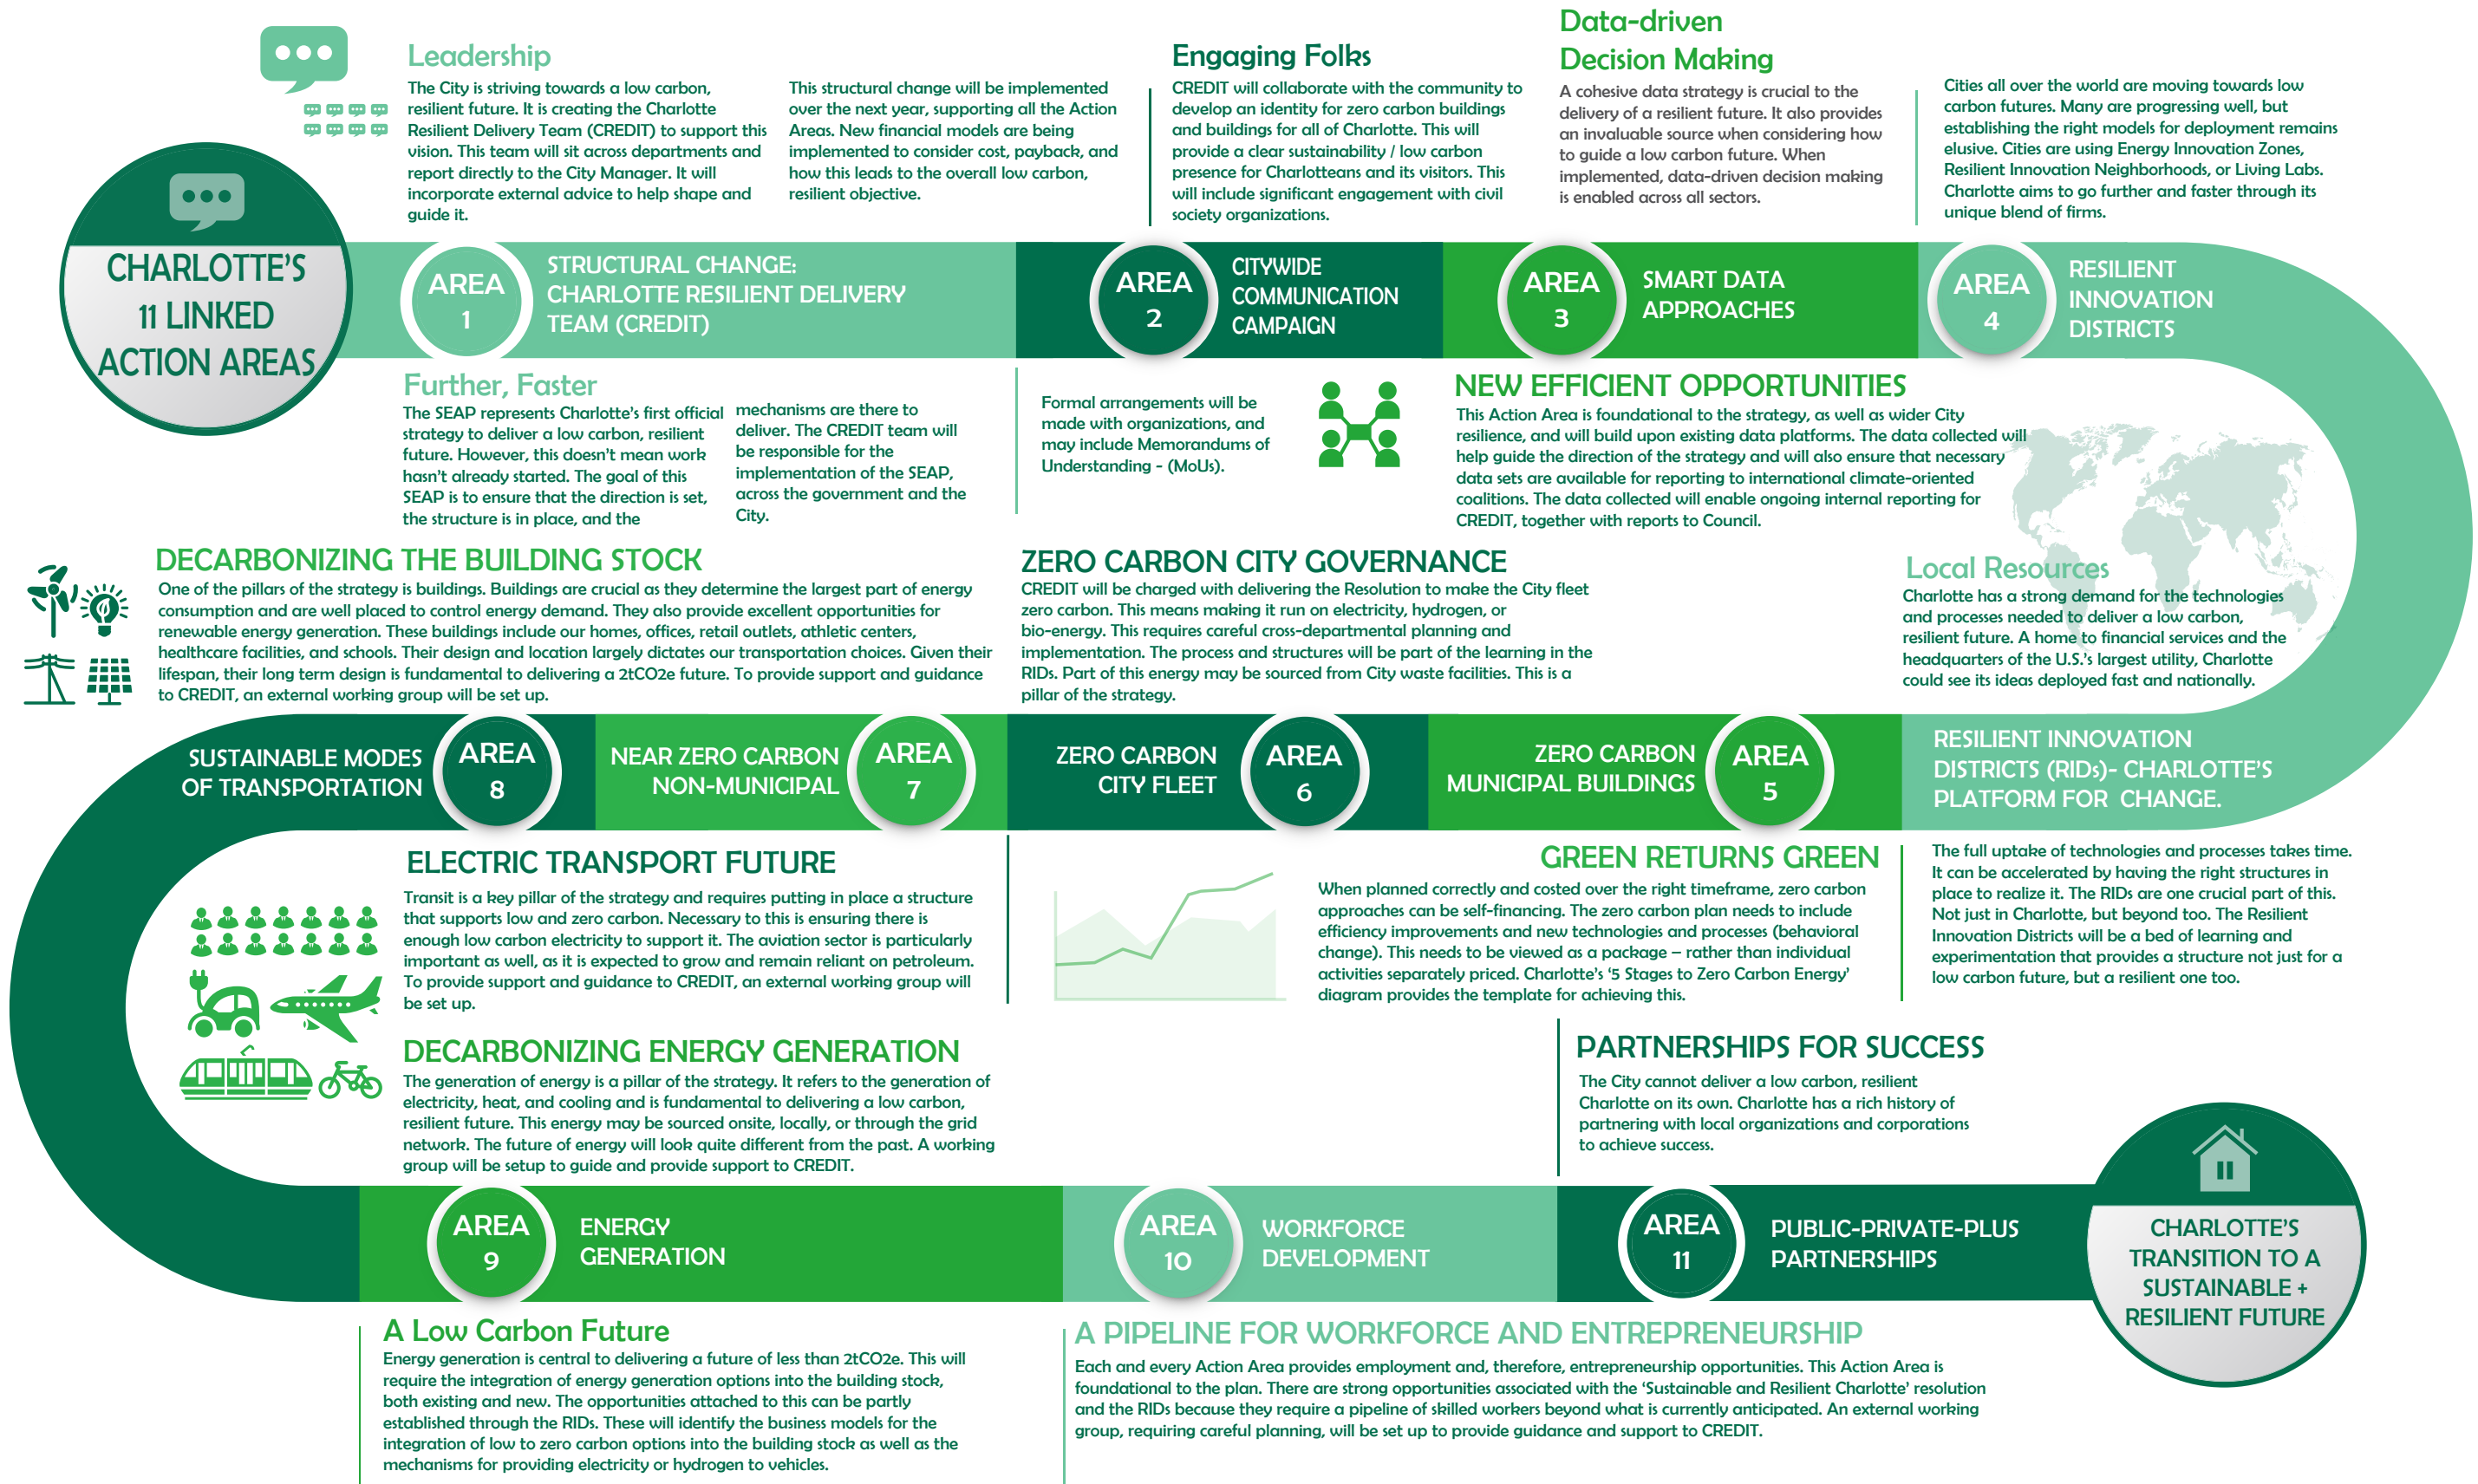 CHARLOTTE'S
11 LINKED
ACTION AREAS
Leadership
The City is striving towards a low carbon,
resilient future. It is creating the Charlotte
Resilient Delivery Team (CREDIT) to support this
vision. This team will sit across departments and
report directly to the City Manager. It will
incorporate external advice to help shape and
guide it.
This structural change will be implemented
over the next year, supporting all the Action
Areas. New financial models are being
implemented to consider cost, payback, and
how this leads to the overall low carbon,
resilient objective.
Engaging Folks
CREDIT will collaborate with the community to
develop an identity for zero carbon buildings
and buildings for all of Charlotte. This will
provide a clear sustainability / low carbon
presence for Charlotteans and its visitors. This
will include significant engagement with civil
society organizations.
Data-driven
Decision Making
A cohesive data strategy is crucial to the
delivery of a resilient future. It also provides
an invaluable source when considering how
to guide a low carbon future. When
implemented, data-driven decision making
is enabled across all sectors.
Cities all over the world are moving towards low
carbon futures. Many are progressing well, but
establishing the right models for deployment remains
elusive. Cities are using Energy Innovation Zones,
Resilient Innovation Neighborhoods, or Living Labs.
Charlotte aims to go further and faster through its
unique blend of firms.
AREA
1
STRUCTURAL CHANGE:
CHARLOTTE RESILIENT DELIVERY
TEAM (CREDIT)
AREA
2
CITYWIDE
COMMUNICATION
CAMPAIGN
AREA
3
SMART DATA
APPROACHES
AREA
4
RESILIENT
INNOVATION
DISTRICTS
Further, Faster
The SEAP represents Charlotte's first official
strategy to deliver a low carbon, resilient
future. However, this doesn't mean work
hasn't already started. The goal of this
SEAP is to ensure that the direction is set,
the structure is in place, and the
mechanisms are there to
deliver. The CREDIT team will
be responsible for the
implementation of the SEAP,
across the government and the
City.
Formal arrangements will be
made with organizations, and
may include Memorandums of
Understanding - (MoUs).
NEW EFFICIENT OPPORTUNITIES
This Action Area is foundational to the strategy, as well as wider City
resilience, and will build upon existing data platforms. The data collected will
help guide the direction of the strategy and will also ensure that necessary
data sets are available for reporting to international climate-oriented
coalitions. The data collected will enable ongoing internal reporting for
CREDIT, together with reports to Council.
Local Resources
Charlotte has a strong demand for the technologies
and processes needed to deliver a low carbon,
resilient future. A home to financial services and the
headquarters of the U.S.'s largest utility, Charlotte
could see its ideas deployed fast and nationally.
DECARBONIZING THE BUILDING STOCK
One of the pillars of the strategy is buildings. Buildings are crucial as they determine the largest part of energy
consumption and are well placed to control energy demand. They also provide excellent opportunities for
renewable energy generation. These buildings include our homes, offices, retail outlets, athletic centers,
healthcare facilities, and schools. Their design and location largely dictates our transportation choices. Given their
lifespan, their long term design is fundamental to delivering a 2tCO2e future. To provide support and guidance
to CREDIT, an external working group will be set up.
ZERO CARBON CITY GOVERNANCE
CREDIT will be charged with delivering the Resolution to make the City fleet
zero carbon. This means making it run on electricity, hydrogen, or
bio-energy. This requires careful cross-departmental planning and
implementation. The process and structures will be part of the learning in the
RIDs. Part of this energy may be sourced from City waste facilities. This is a
pillar of the strategy.
RESILIENT INNOVATION
DISTRICTS (RIDs)- CHARLOTTE'S
PLATFORM FOR CHANGE.
ZERO CARBON
MUNICIPAL BUILDINGS
AREA
5
ZERO CARBON
CITY FLEET
AREA
6
NEAR ZERO CARBON
NON-MUNICIPAL
AREA
7
SUSTAINABLE MODES
OF TRANSPORTATION
AREA
8
The full uptake of technologies and processes takes time.
It can be accelerated by having the right structures in
place to realize it. The RIDs are one crucial part of this.
Not just in Charlotte, but beyond too. The Resilient
Innovation Districts will be a bed of learning and
experimentation that provides a structure not just for a
low carbon future, but a resilient one too.
GREEN RETURNS GREEN
When planned correctly and costed over the right timeframe, zero carbon
approaches can be self-financing. The zero carbon plan needs to include
efficiency improvements and new technologies and processes (behavioral
change). This needs to be viewed as a package – rather than individual
activities separately priced. Charlotte's '5 Stages to Zero Carbon Energy'
diagram provides the template for achieving this.
ELECTRIC TRANSPORT FUTURE
Transit is a key pillar of the strategy and requires putting in place a structure
that supports low and zero carbon. Necessary to this is ensuring there is
enough low carbon electricity to support it. The aviation sector is particularly
important as well, as it is expected to grow and remain reliant on petroleum.
To provide support and guidance to CREDIT, an external working group will
be set up.
DECARBONIZING ENERGY GENERATION
The generation of energy is a pillar of the strategy. It refers to the generation of
electricity, heat, and cooling and is fundamental to delivering a low carbon,
resilient future. This energy may be sourced onsite, locally, or through the grid
network. The future of energy will look quite different from the past. A working
group will be setup to guide and provide support to CREDIT.
PARTNERSHIPS FOR SUCCESS
The City cannot deliver a low carbon, resilient
Charlotte on its own. Charlotte has a rich history of
partnering with local organizations and corporations
to achieve success.
AREA
9
ENERGY
GENERATION
AREA
10
WORKFORCE
DEVELOPMENT
AREA
11
PUBLIC-PRIVATE-PLUS
PARTNERSHIPS
CHARLOTTE'S
TRANSITION TO A
SUSTAINABLE +
RESILIENT FUTURE
A Low Carbon Future
Energy generation is central to delivering a future of less than 2tCO2e. This will
require the integration of energy generation options into the building stock,
both existing and new. The opportunities attached to this can be partly
established through the RIDs. These will identify the business models for the
integration of low to zero carbon options into the building stock as well as the
mechanisms for providing electricity or hydrogen to vehicles.
A PIPELINE FOR WORKFORCE AND ENTREPRENEURSHIP
Each and every Action Area provides employment and, therefore, entrepreneurship opportunities. This Action Area is
foundational to the plan. There are strong opportunities associated with the 'Sustainable and Resilient Charlotte' resolution
and the RIDs because they require a pipeline of skilled workers beyond what is currently anticipated. An external working
group, requiring careful planning, will be set up to provide guidance and support to CREDIT.